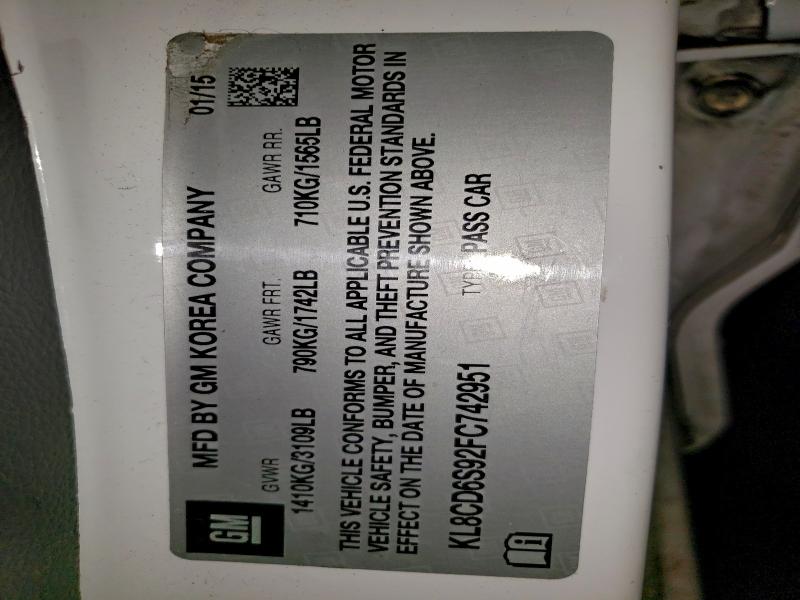 GM
MFD BY GM KOREA COMPANY 01/15
GVWR GAWR FRT. GAWR RR.
1410KG/3109LB 790KG/1742LB 710KG/1565LB
THIS VEHICLE CONFORMS TO ALL APPLICABLE U.S. FEDERAL MOTOR
VEHICLE SAFETY, BUMPER, AND THEFT PREVENTION STANDARDS IN
EFFECT ON THE DATE OF MANUFACTURE SHOWN ABOVE.
KL8CD6S92FC742951 TYPE PASS CAR